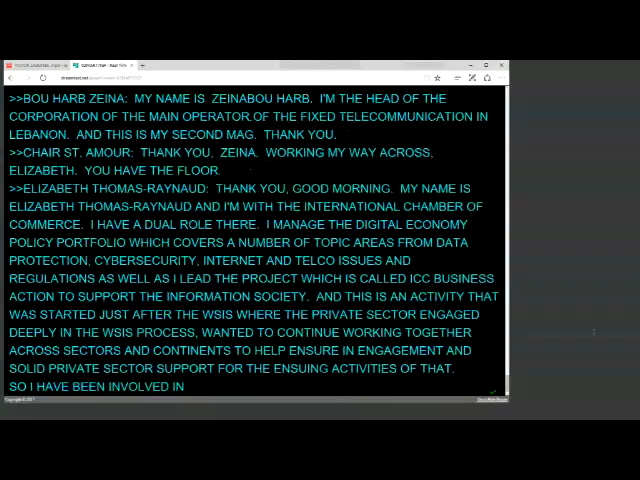 >>BOU HARB ZEINA:  MY NAME IS  ZEINABOU HARB.  I'M THE HEAD OF THE
CORPORATION OF THE MAIN OPERATOR OF THE FIXED TELECOMMUNICATION IN
LEBANON.  AND THIS IS MY SECOND MAG.  THANK YOU.
>>CHAIR ST. AMOUR:  THANK YOU,  ZEINA.  WORKING MY WAY ACROSS,
ELIZABETH.  YOU HAVE THE FLOOR.
>>ELIZABETH THOMAS-RAYNAUD:  THANK YOU, GOOD MORNING.  MY NAME IS
ELIZABETH THOMAS-RAYNAUD AND I'M WITH THE INTERNATIONAL CHAMBER OF
COMMERCE.  I HAVE A DUAL ROLE THERE.  I MANAGE THE DIGITAL ECONOMY
POLICY PORTFOLIO WHICH COVERS A NUMBER OF TOPIC AREAS FROM DATA
PROTECTION, CYBERSECURITY, INTERNET AND TELCO ISSUES AND
REGULATIONS AS WELL AS I LEAD THE PROJECT WHICH IS CALLED ICC BUSINESS
ACTION TO SUPPORT THE INFORMATION SOCIETY.  AND THIS IS AN ACTIVITY THAT
WAS STARTED JUST AFTER THE WSIS WHERE THE PRIVATE SECTOR ENGAGED
DEEPLY IN THE WSIS PROCESS, WANTED TO CONTINUE WORKING TOGETHER
ACROSS SECTORS AND CONTINENTS TO HELP ENSURE IN ENGAGEMENT AND
SOLID PRIVATE SECTOR SUPPORT FOR THE ENSUING ACTIVITIES OF THAT.
SO I HAVE BEEN INVOLVED IN